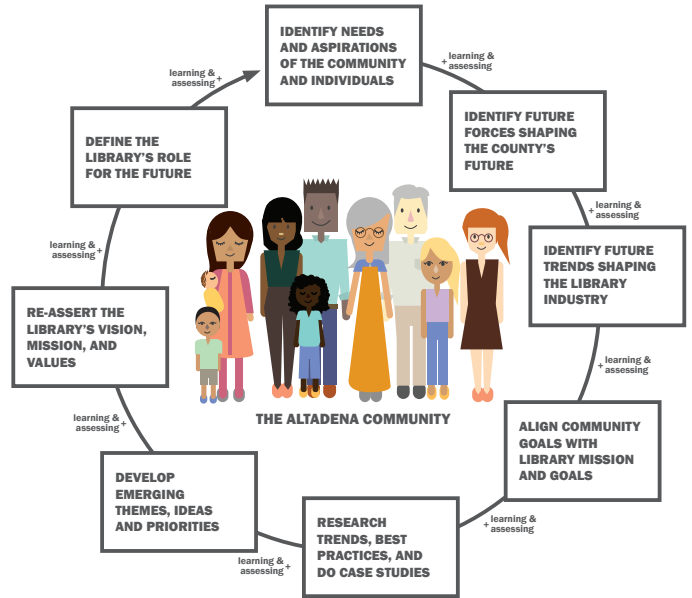 IDENTIFY NEEDS
AND ASPIRATIONS
OF THE COMMUNITY
AND INDIVIDUALS
+ learning &
assessing
IDENTIFY FUTURE
FORCES SHAPING
THE COUNTY'S
FUTURE
+ learning &
assessing
IDENTIFY FUTURE
TRENDS SHAPING
THE LIBRARY
INDUSTRY
+ learning &
assessing
ALIGN COMMUNITY
GOALS WITH
LIBRARY MISSION
AND GOALS
+ learning &
assessing
RESEARCH
TRENDS, BEST
PRACTICES, AND
DO CASE STUDIES
learning &
assessing +
DEVELOP
EMERGING
THEMES, IDEAS
AND PRIORITIES
learning &
assessing +
RE-ASSERT THE
LIBRARY'S VISION,
MISSION, AND
VALUES
learning &
assessing +
DEFINE THE
LIBRARY'S ROLE
FOR THE FUTURE
learning &
assessing +
THE ALTADENA COMMUNITY